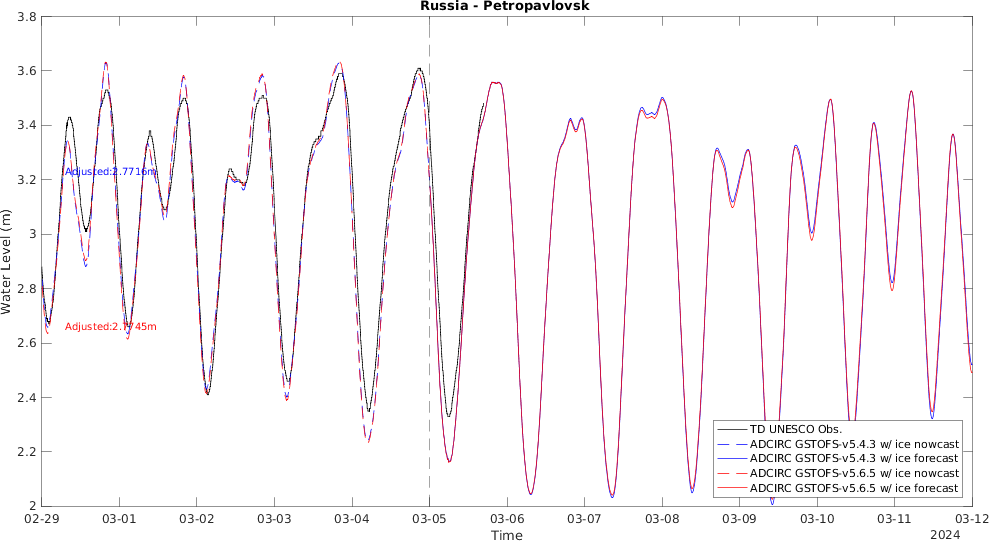 Russia - Petropavlovsk
3.8
3.6
3.4
3.2
3
2.8
2.6
2.4
2.2
2
Water Level (m)
Adjusted:2.7716m
Adjusted:2.7745m
TD UNESCO Obs.
ADCIRC GSTOFS-v5.4.3 w/ ice nowcast
ADCIRC GSTOFS-v5.4.3 w/ ice forecast
ADCIRC GSTOFS-v5.6.5 w/ ice nowcast
ADCIRC GSTOFS-v5.6.5 w/ ice forecast
02-29 03-01 03-02 03-03 03-04 03-05 03-06 03-07 03-08 03-09 03-10 03-11 03-12
Time
2024